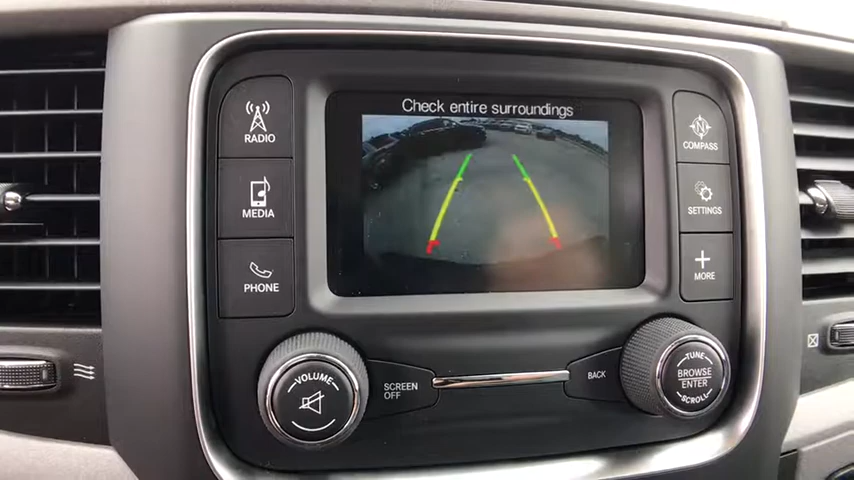 Check entire surroundings
RADIO
MEDIA
PHONE
N
COMPASS
SETTINGS
MORE
VOLUME
SCREEN
OFF
BACK
TUNE
BROWSE
ENTER
SCROLL